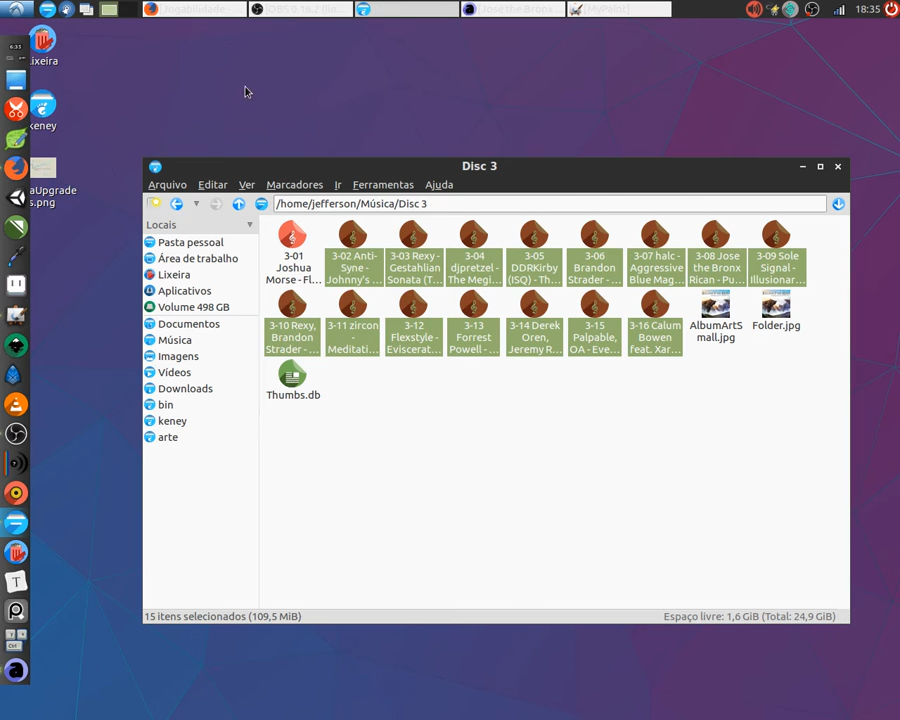 [Jogabilidade -
[OBS 0.16.2 (lin
[Jose the Bronx
[MyPaint]
18:35
Lixeira
keney
aUpgrade
s.png
Disc 3
Arquivo Editar Ver Marcadores Ir Ferramentas Ajuda
/home/jefferson/Música/Disc 3
Locais
Pasta pessoal
Área de trabalho
Lixeira
Aplicativos
Volume 498 GB
Documentos
Música
Imagens
Vídeos
Downloads
bin
keney
arte
3-01
Joshua
Morse - Fl...
3-02 Anti-
Syne -
Johnny's ...
3-03 Rexy -
Gestahlian
Sonata (T...
3-04
djpretzel -
The Megi...
3-05
DDRKirby
(ISQ) - Th...
3-06
Brandon
Strader - ...
3-07 halc -
Aggressive
Blue Mag...
3-08 Jose
the Bronx
Rican - Pu...
3-09 Sole
Signal -
Illusionar...
3-10 Rexy,
Brandon
Strader - ...
3-11 zircon
-
Meditati...
3-12
Flexstyle -
Eviscerat...
3-13
Forrest
Powell - ...
3-14 Derek
Oren,
Jeremy R...
3-15
Palpable,
OA - Eve...
3-16 Calum
Bowen
feat. Xar...
AlbumArtS
mall.jpg
Folder.jpg
Thumbs.db
15 itens selecionados (109,5 MiB)
Espaço livre: 1,6 GiB (Total: 24,9 GiB)